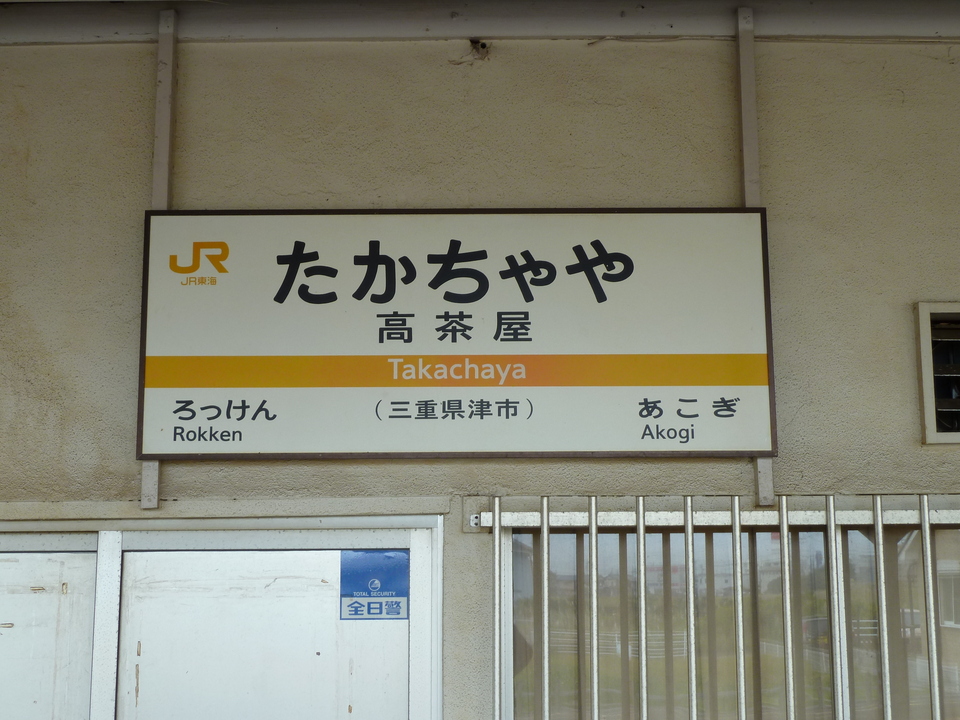 JR
JR東海
たかちゃや
高茶屋
Takachaya
ろっけん
Rokken
（三重県津市）
あこぎ
Akogi
TOTAL SECURITY
全日警